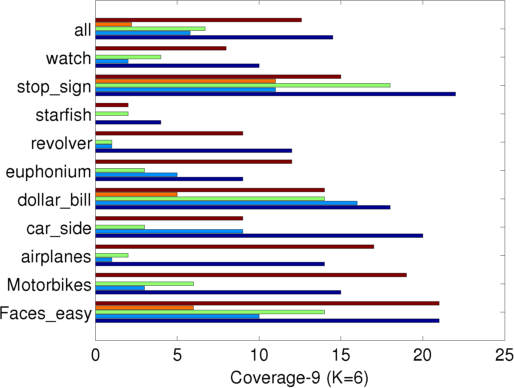 all
watch
stop_sign
starfish
revolver
euphonium
dollar_bill
car_side
airplanes
Motorbikes
Faces_easy
0 5 10 15 20 25
Coverage-9 (K=6)